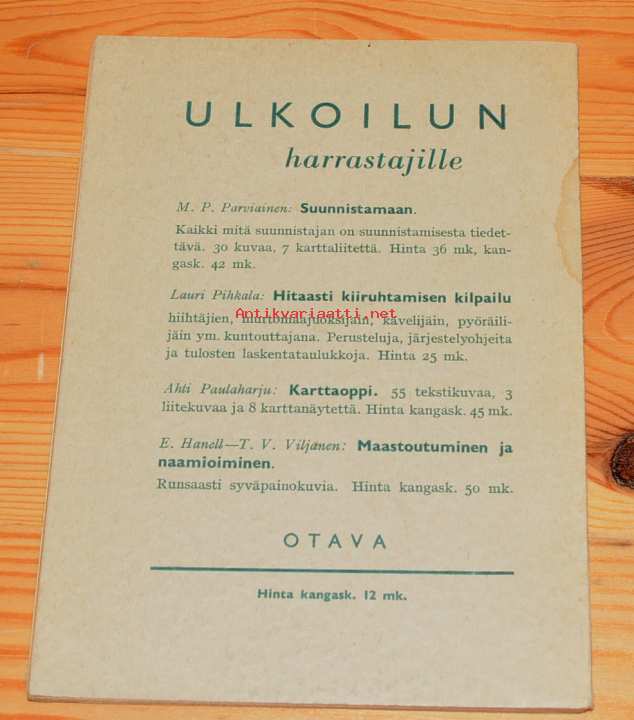 ULKOILUN
harrastajille
M. P. Parviainen: Suunnistamaan.
Kaikki mitä suunnistajan on suunnistamisesta tiedet-
tävä. 30 kuvaa, 7 karttaliitettä. Hinta 36 mk, kan-
gask. 42 mk.
Lauri Pihkala: Hitaasti kiiruhtamisen kilpailu
Antikvariaatti.net
hiihtäjien, murtomaajuoksijain, kävelijäin, pyöräili-
jäin ym. kuntouttajana. Perusteluja, järjestelyohjeita
ja tulosten laskentataulukkoja. Hinta 25 mk.
Ahti Paulaharju: Karttaoppi. 55 tekstikuvaa, 3
liitekuvaa ja 8 karttanäytettä. Hinta kangask. 45 mk.
E. Hanell—T. V. Viljanen: Maastoutuminen ja
naamioiminen.
Runsaasti syväpainokuvia. Hinta kangask. 50 mk.
OTAVA
Hinta kangask. 12 mk.